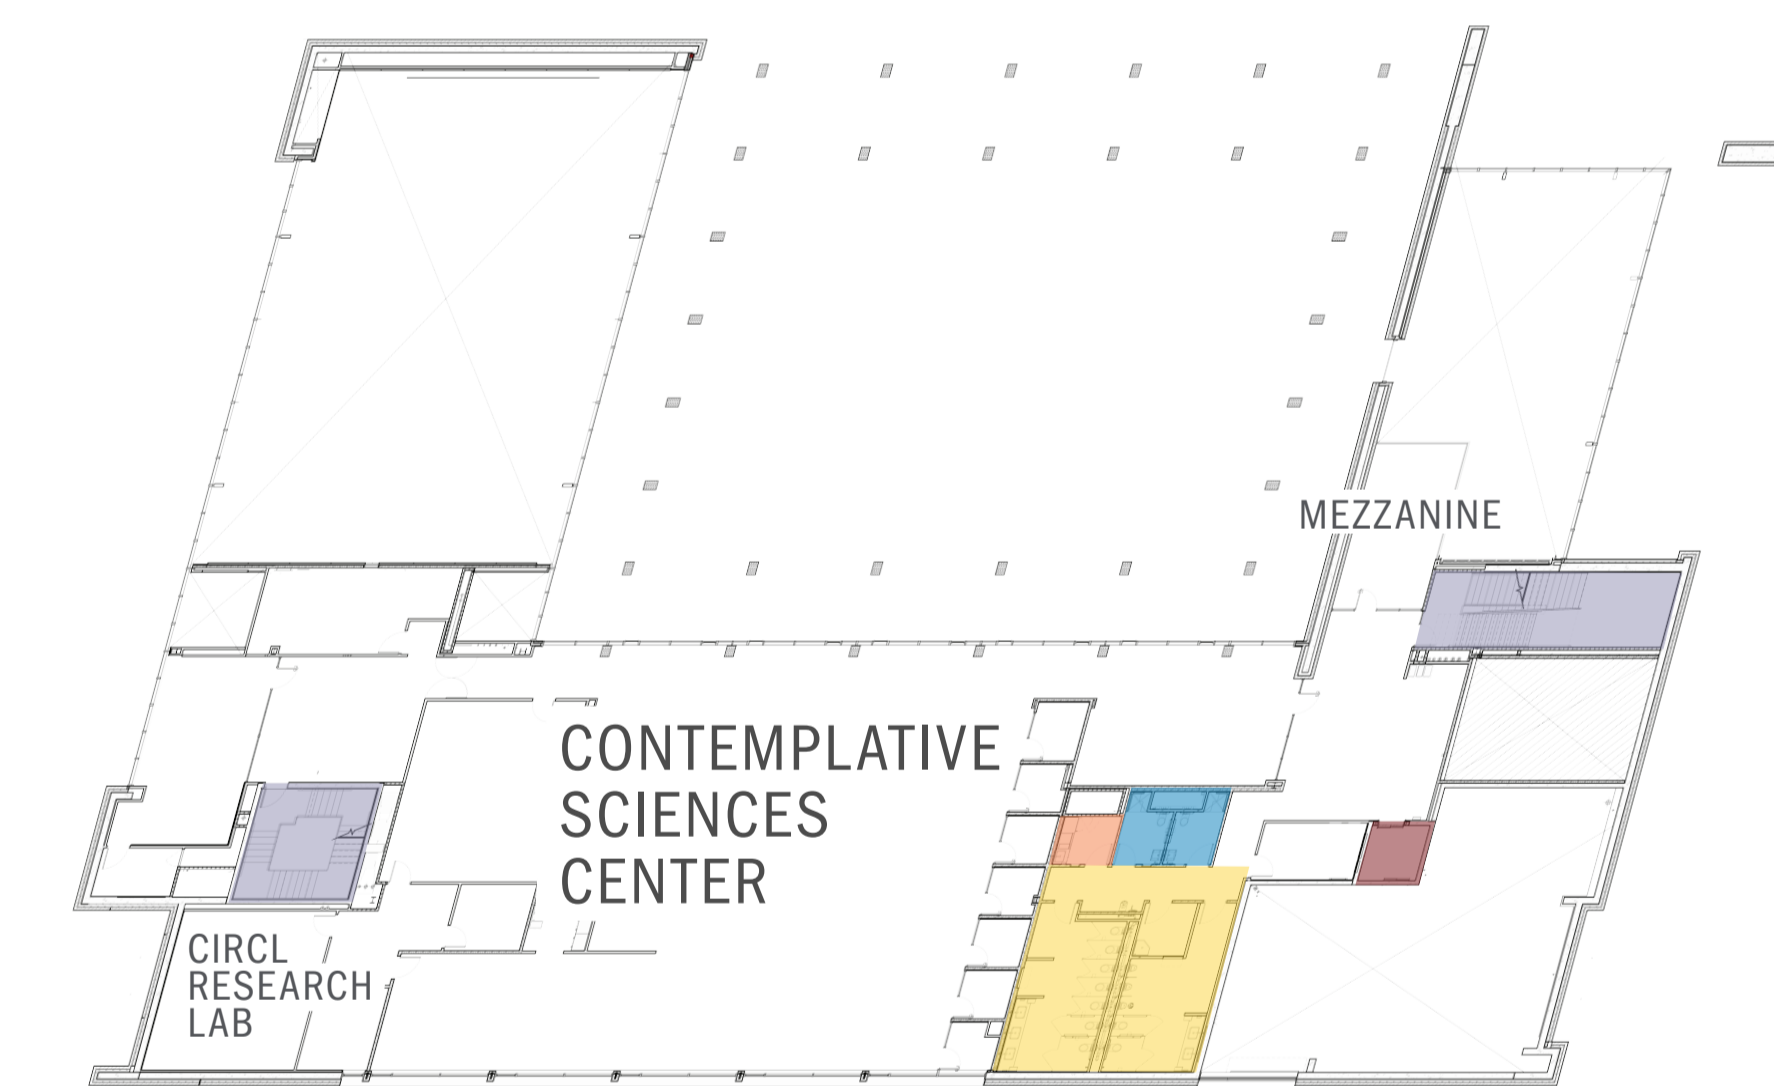 MEZZANINE
CONTEMPLATIVE
SCIENCES
CENTER
CIRCL
RESEARCH
LAB